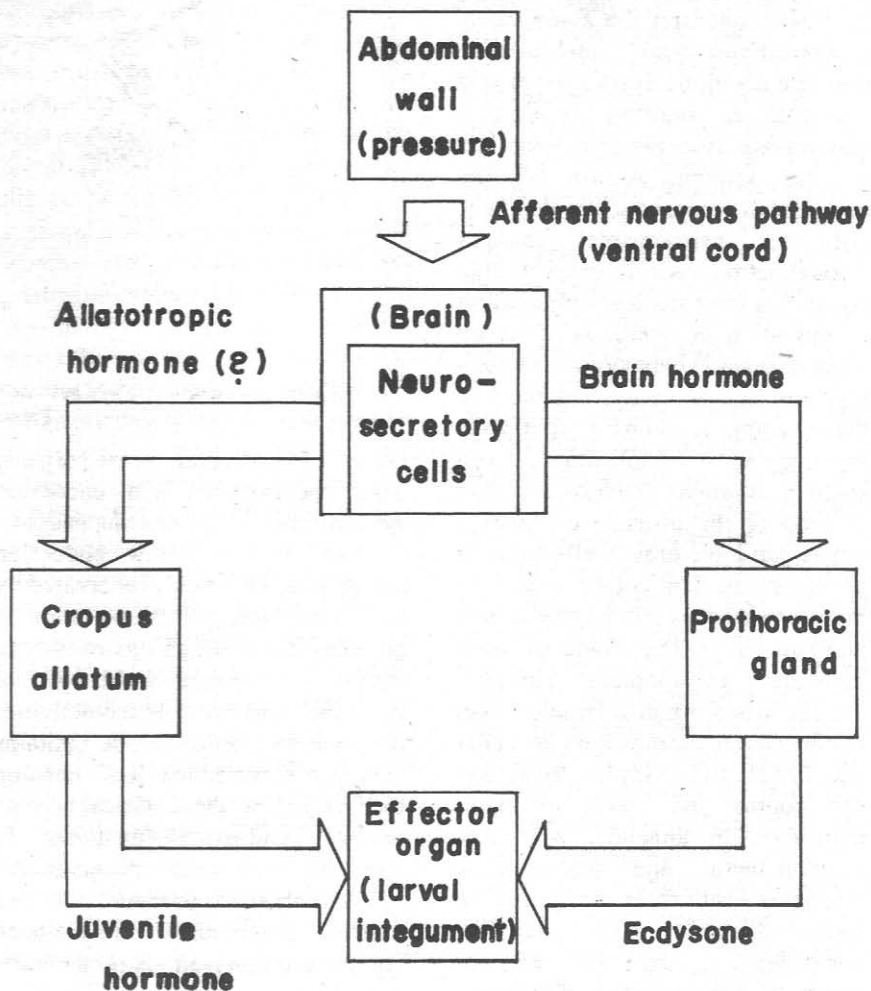 Abdominal
wall
(pressure)
Afferent nervous pathway
(ventral cord)
Allatotropic
hormone (?)
(Brain)
Neuro-
secretory
cells
Brain hormone
Cropus
allatum
Prothoracic
gland
Effector
organ
(larval
integument)
Juvenile
hormone
Ecdysone